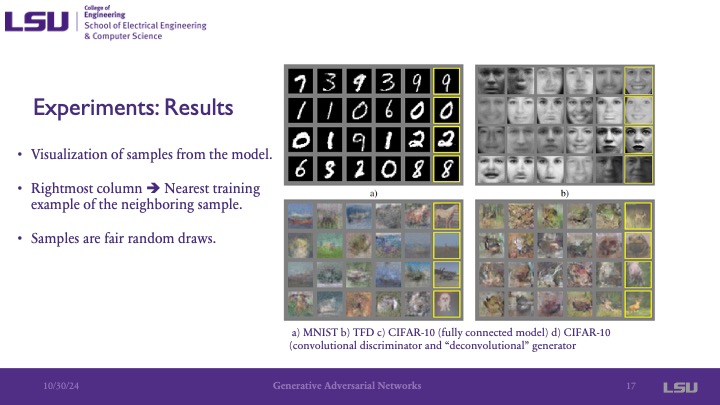 LSU
College of
Engineering
School of Electrical Engineering
& Computer Science
Experiments: Results
• Visualization of samples from the model.
• Rightmost column ➔ Nearest training
example of the neighboring sample.
• Samples are fair random draws.
7 3 9 3 9 9
1 1 0 6 0 0
0 1 9 1 2 2
6 3 2 0 8 8
a)
b)
a) MNIST b) TFD c) CIFAR-10 (fully connected model) d) CIFAR-10
(convolutional discriminator and “deconvolutional” generator
10/30/24
Generative Adversarial Networks
17
LSU